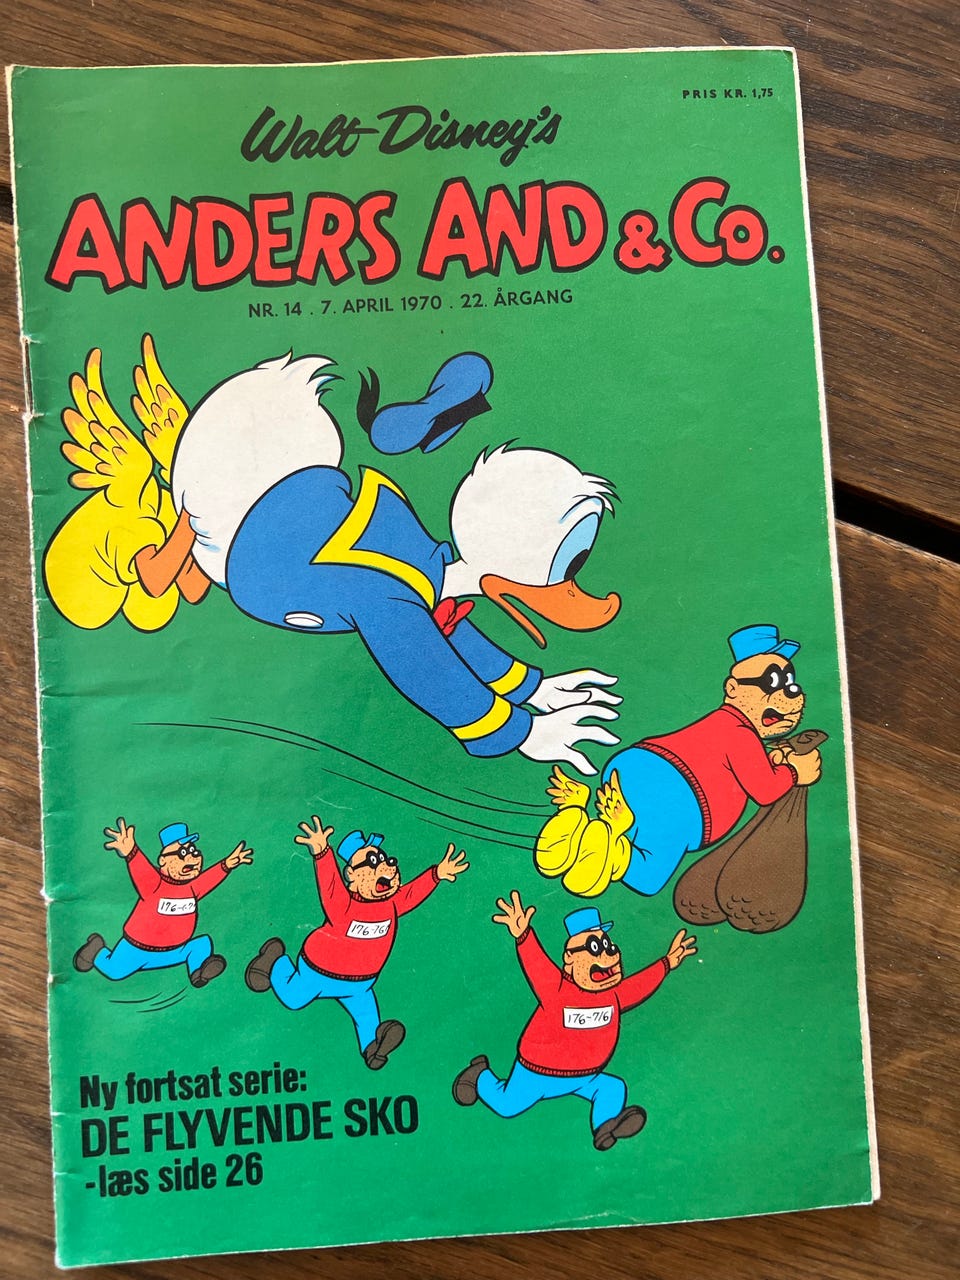 PRIS KR. 1,75
Walt Disney's
ANDERS AND & Co.
NR. 14 . 7. APRIL 1970 . 22. ÅRGANG
176-76
176-716
Ny fortsat serie:
DE FLYVENDE SKO
-læs side 26